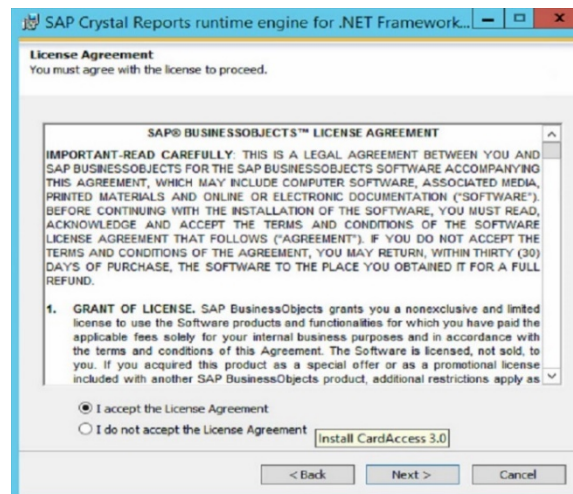 SAP Crystal Reports runtime engine for .NET Framework...
License Agreement
You must agree with the license to proceed.
SAP® BUSINESSOBJECTS™ LICENSE AGREEMENT
IMPORTANT-READ CAREFULLY: THIS IS A LEGAL AGREEMENT BETWEEN YOU AND
SAP BUSINESSOBJECTS FOR THE SAP BUSINESSOBJECTS SOFTWARE ACCOMPANYING
THIS AGREEMENT, WHICH MAY INCLUDE COMPUTER SOFTWARE, ASSOCIATED MEDIA,
PRINTED MATERIALS AND ONLINE OR ELECTRONIC DOCUMENTATION ("SOFTWARE").
BEFORE CONTINUING WITH THE INSTALLATION OF THE SOFTWARE, YOU MUST READ,
ACKNOWLEDGE AND ACCEPT THE TERMS AND CONDITIONS OF THE SOFTWARE
LICENSE AGREEMENT THAT FOLLOWS ("AGREEMENT"). IF YOU DO NOT ACCEPT THE
TERMS AND CONDITIONS OF THE AGREEMENT, YOU MAY RETURN, WITHIN THIRTY (30)
DAYS OF PURCHASE, THE SOFTWARE TO THE PLACE YOU OBTAINED IT FOR A FULL
REFUND.
1. GRANT OF LICENSE. SAP BusinessObjects grants you a nonexclusive and limited
license to use the Software products and functionalities for which you have paid the
applicable fees solely for your internal business purposes and in accordance with
the terms and conditions of this Agreement. The Software is licensed, not sold, to
you. If you acquired this product as a special offer or as a promotional license
included with another SAP BusinessObjects product, additional restrictions apply as
I accept the License Agreement
I do not accept the License Agreement
Install CardAccess 3.0
< Back Next > Cancel